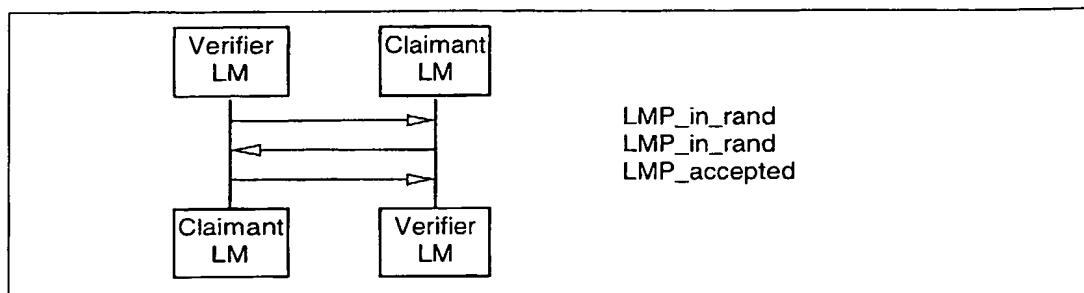 Verifier
LM
Claimant
LM
LMP_in_rand
LMP_in_rand
LMP_accepted
Claimant
LM
Verifier
LM